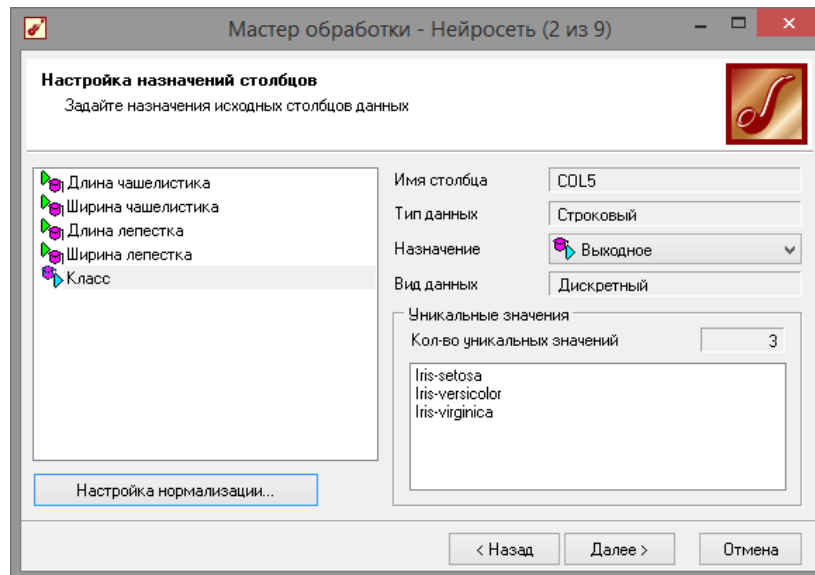 Мастер обработки - Нейросеть (2 из 9)
Настройка назначений столбцов
Задайте назначения исходных столбцов данных
Длина чашелистика
Ширина чашелистика
Длина лепестка
Ширина лепестка
Класс
Настройка нормализации...
Имя столбца COL5
Тип данных Строковый
Назначение Выходное
Вид данных Дискретный
Уникальные значения
Кол-во уникальных значений 3
Iris-setosa
Iris-versicolor
Iris-virginica
< Назад Далее > Отмена